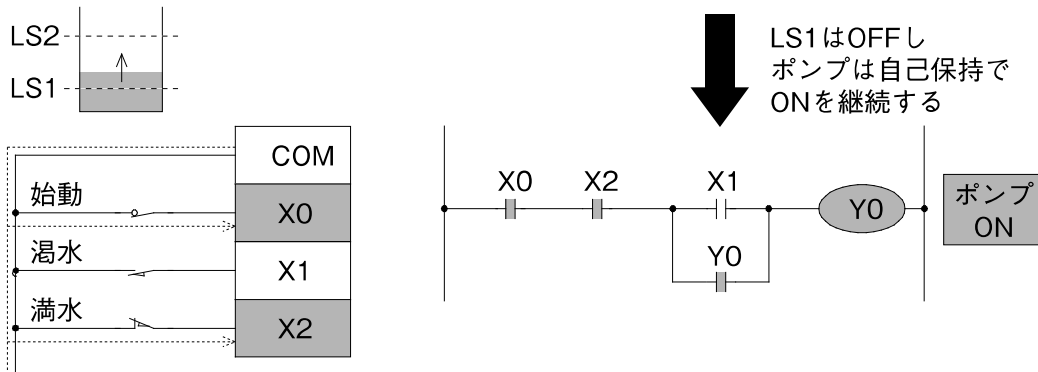 LS2
LS1
LS1はOFFし
ポンプは自己保持で
ONを継続する
COM
始動
X0
渇水
X1
満水
X2
X0
X2
X1
Y0
Y0
ポンプ
ON